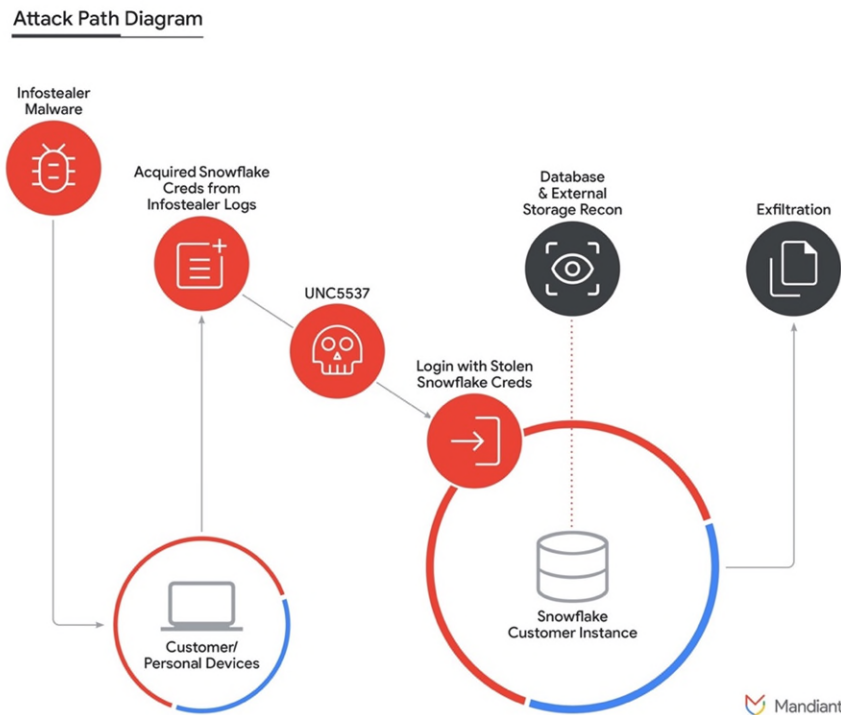 Attack Path Diagram
Infostealer
Malware
Acquired Snowflake
Creds from
Infostealer Logs
UNC5537
Login with Stolen
Snowflake Creds
Database
& External
Storage Recon
Exfiltration
Customer/
Personal Devices
Snowflake
Customer Instance
Mandiant